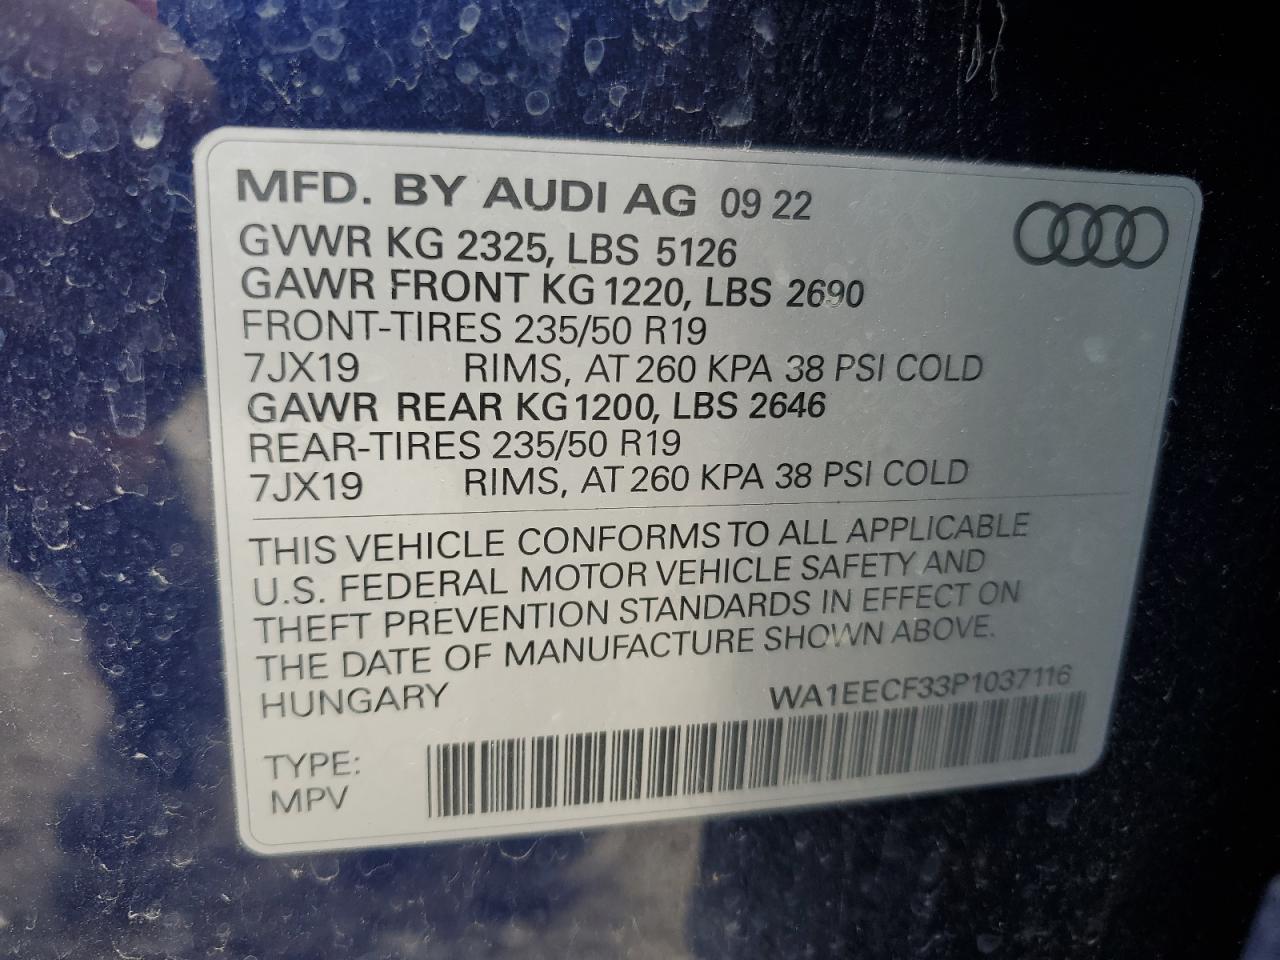 MFD. BY AUDI AG 09 22
GVWR KG 2325, LBS 5126
GAWR FRONT KG 1220, LBS 2690
FRONT-TIRES 235/50 R19
7JX19 RIMS, AT 260 KPA 38 PSI COLD
GAWR REAR KG 1200, LBS 2646
REAR-TIRES 235/50 R19
7JX19 RIMS, AT 260 KPA 38 PSI COLD
THIS VEHICLE CONFORMS TO ALL APPLICABLE
U.S. FEDERAL MOTOR VEHICLE SAFETY AND
THEFT PREVENTION STANDARDS IN EFFECT ON
THE DATE OF MANUFACTURE SHOWN ABOVE.
HUNGARY WA1EECF33P1037116
TYPE:
MPV